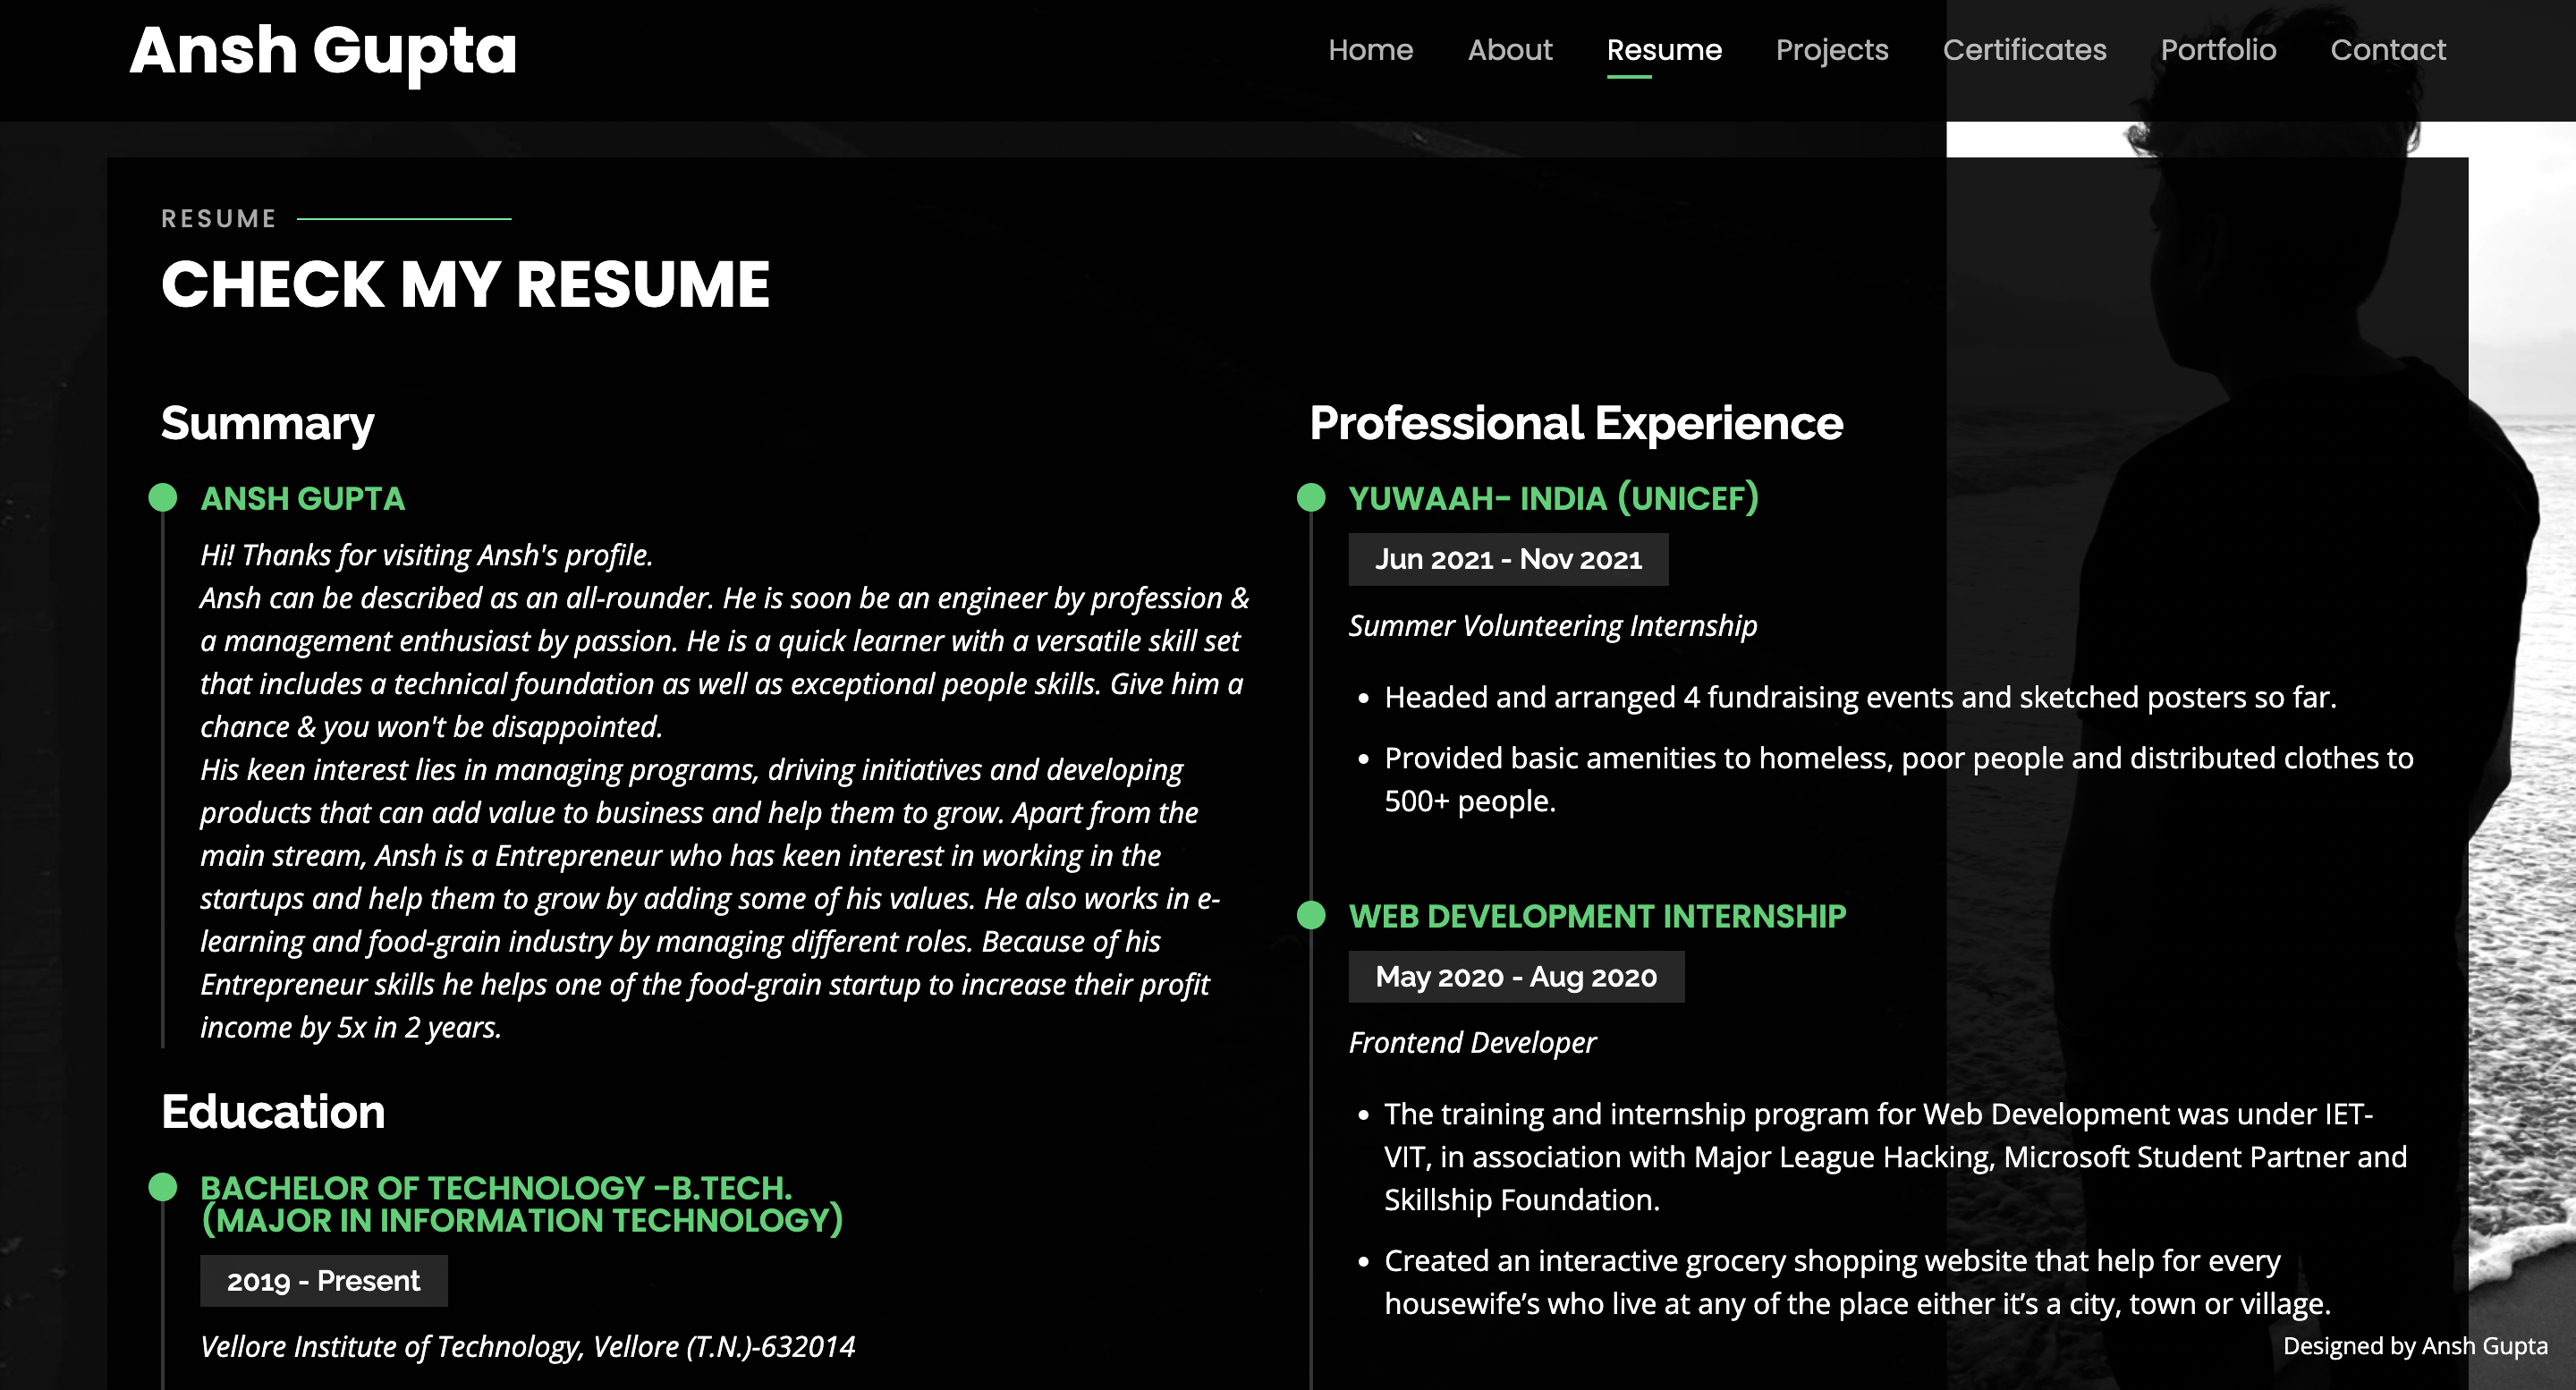 Ansh Gupta
Home About Resume Projects Certificates Portfolio Contact
RESUME
CHECK MY RESUME
Summary
ANSH GUPTA
Hi! Thanks for visiting Ansh's profile.
Ansh can be described as an all-rounder. He is soon be an engineer by profession &
a management enthusiast by passion. He is a quick learner with a versatile skill set
that includes a technical foundation as well as exceptional people skills. Give him a
chance & you won't be disappointed.
His keen interest lies in managing programs, driving initiatives and developing
products that can add value to business and help them to grow. Apart from the
main stream, Ansh is a Entrepreneur who has keen interest in working in the
startups and help them to grow by adding some of his values. He also works in e-
learning and food-grain industry by managing different roles. Because of his
Entrepreneur skills he helps one of the food-grain startup to increase their profit
income by 5x in 2 years.
Education
BACHELOR OF TECHNOLOGY -B.TECH.
(MAJOR IN INFORMATION TECHNOLOGY)
2019 - Present
Vellore Institute of Technology, Vellore (T.N.)-632014
Professional Experience
YUWAAH- INDIA (UNICEF)
Jun 2021 - Nov 2021
Summer Volunteering Internship
• Headed and arranged 4 fundraising events and sketched posters so far.
• Provided basic amenities to homeless, poor people and distributed clothes to
500+ people.
WEB DEVELOPMENT INTERNSHIP
May 2020 - Aug 2020
Frontend Developer
• The training and internship program for Web Development was under IET-
VIT, in association with Major League Hacking, Microsoft Student Partner and
Skillship Foundation.
• Created an interactive grocery shopping website that help for every
housewife’s who live at any of the place either it’s a city, town or village.
Designed by Ansh Gupta